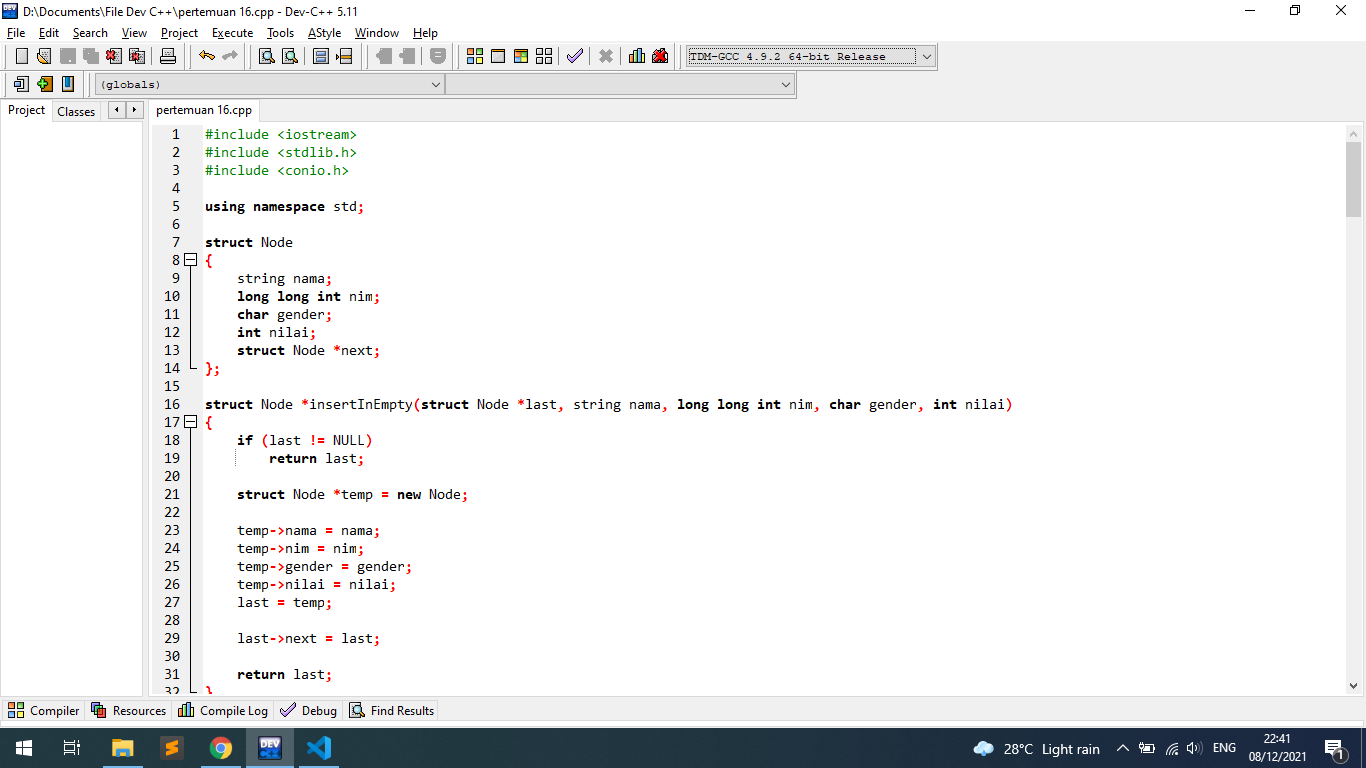 D:\Documents\File Dev C++\pertemuan 16.cpp - Dev-C++ 5.11
File Edit Search View Project Execute Tools AStyle Window Help
TDM-GCC 4.9.2 64-bit Release
(globals)
Project Classes pertemuan 16.cpp
1 #include <iostream>
2 #include <stdlib.h>
3 #include <conio.h>
4
5 using namespace std;
6
7 struct Node
8 {
9 string nama;
10 long long int nim;
11 char gender;
12 int nilai;
13 struct Node *next;
14 };
15
16 struct Node *insertInEmpty(struct Node *last, string nama, long long int nim, char gender, int nilai)
17 {
18 if (last != NULL)
19 return last;
20
21 struct Node *temp = new Node;
22
23 temp->nama = nama;
24 temp->nim = nim;
25 temp->gender = gender;
26 temp->nilai = nilai;
27 last = temp;
28
29 last->next = last;
30
31 return last;
32 }
Compiler Resources Compile Log Debug Find Results
DEV 28°C Light rain ENG 22:41
08/12/2021 1